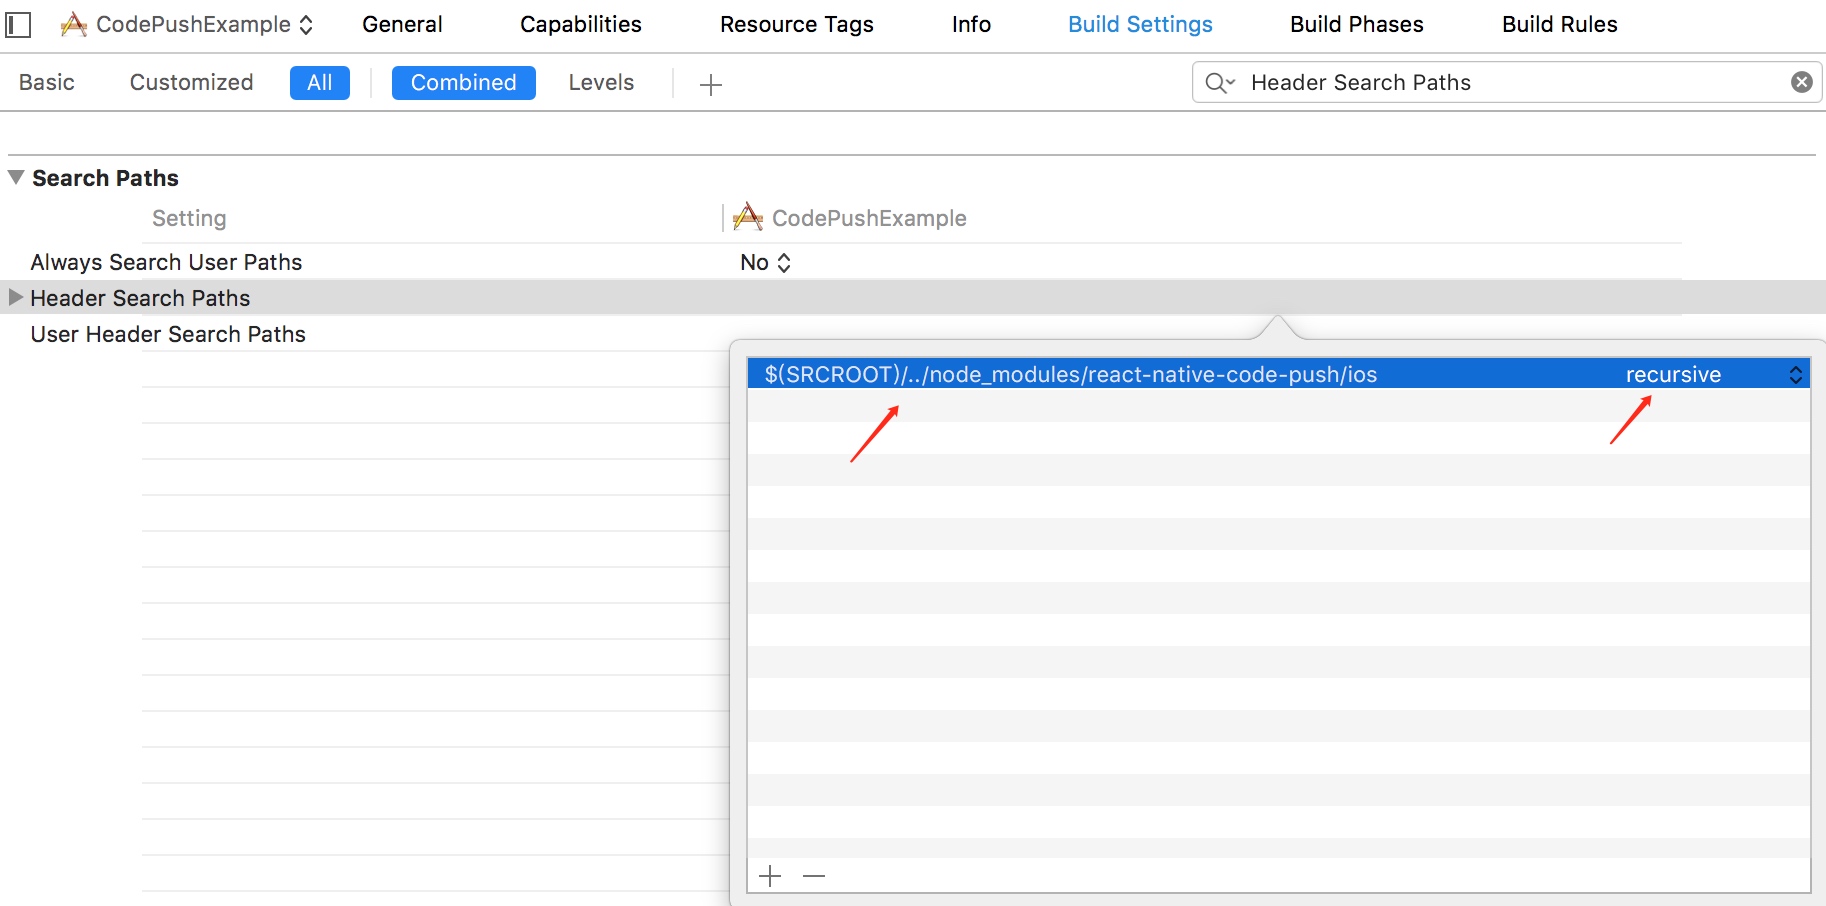 CodePushExample General Capabilities Resource Tags Info Build Settings Build Phases Build Rules
Basic Customized All Combined Levels Header Search Paths
Search Paths
Setting CodePushExample
Always Search User Paths No
Header Search Paths
User Header Search Paths
$(SRCROOT)/../node_modules/react-native-code-push/ios recursive